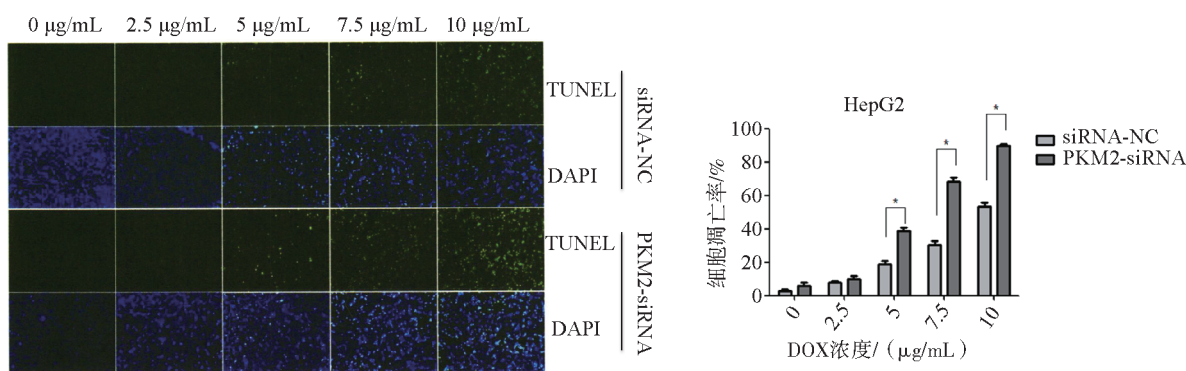 0 μg/mL 2.5 μg/mL 5 μg/mL 7.5 μg/mL 10 μg/mL
TUNEL
DAPI
siRNA-NC
TUNEL
DAPI
PKM2-siRNA
HepG2
siRNA-NC
PKM2-siRNA
细胞凋亡率/%
100
80
60
40
20
0
* * *
0 2.5 5 7.5 10
DOX浓度/（μg/mL）